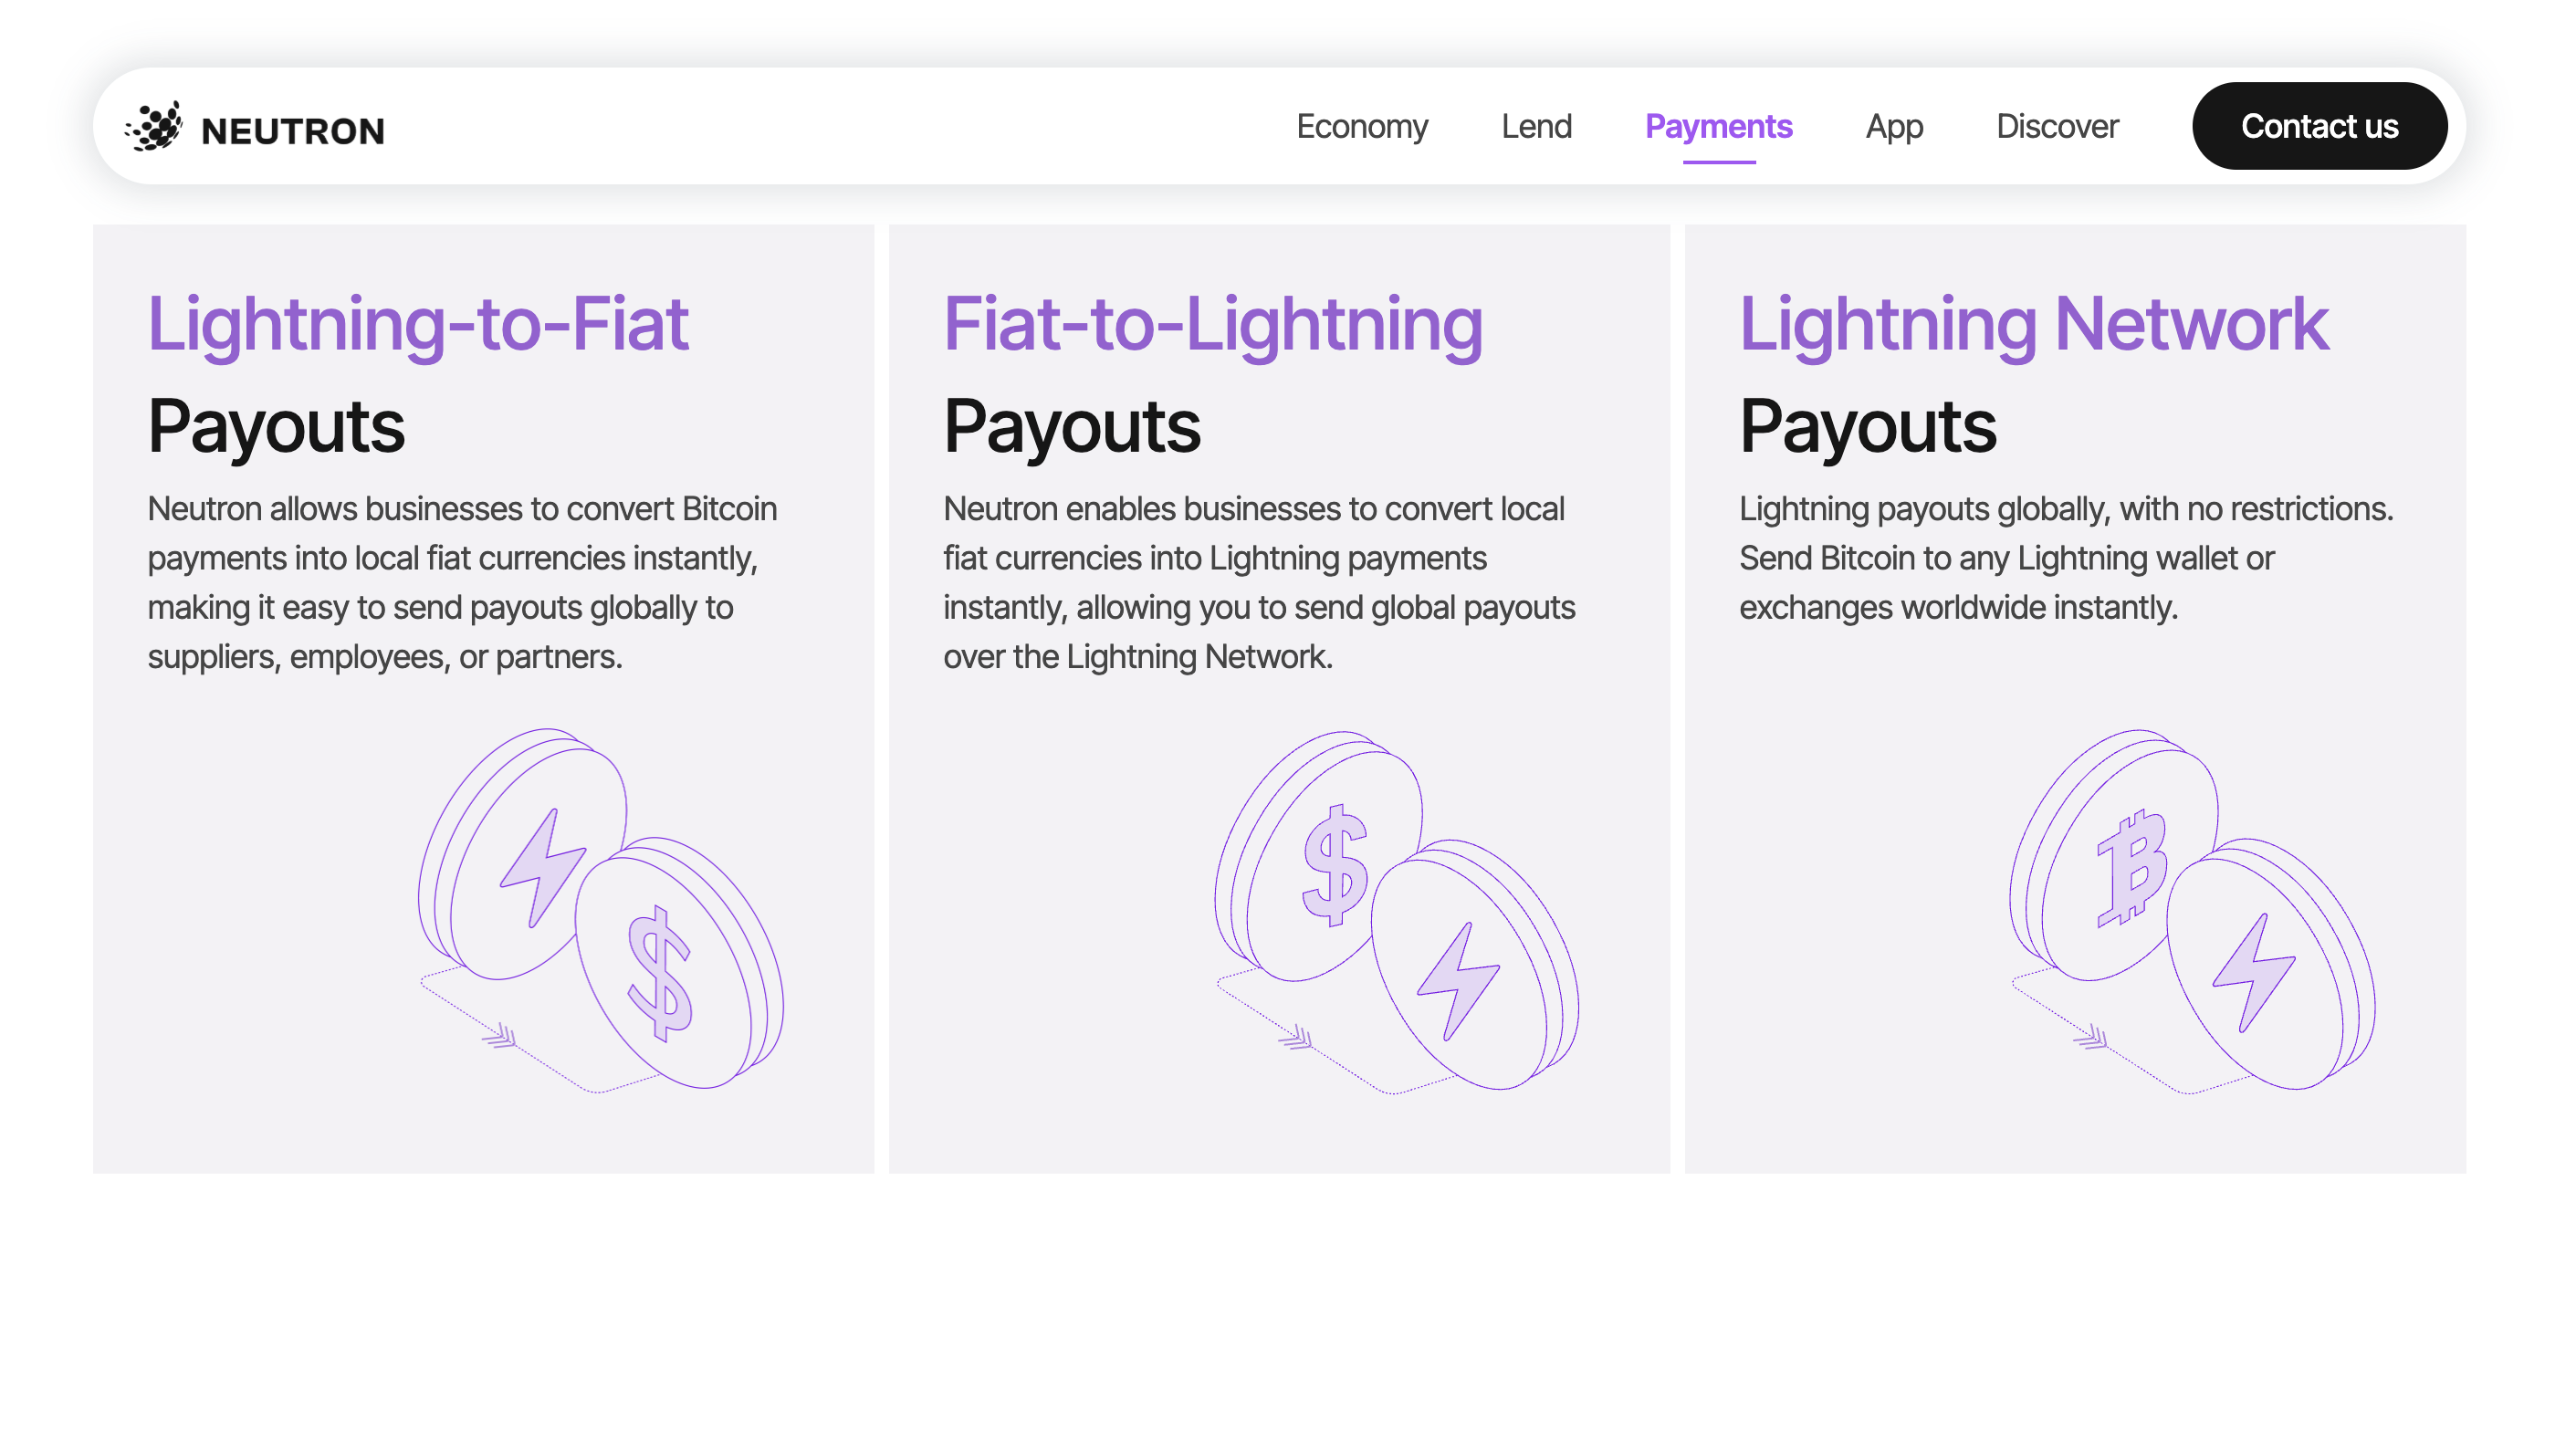 NEUTRON
Economy
Lend
Payments
App
Discover
Contact us
Lightning-to-Fiat
Payouts
Neutron allows businesses to convert Bitcoin
payments into local fiat currencies instantly,
making it easy to send payouts globally to
suppliers, employees, or partners.
Fiat-to-Lightning
Payouts
Neutron enables businesses to convert local
fiat currencies into Lightning payments
instantly, allowing you to send global payouts
over the Lightning Network.
Lightning Network
Payouts
Lightning payouts globally, with no restrictions.
Send Bitcoin to any Lightning wallet or
exchanges worldwide instantly.